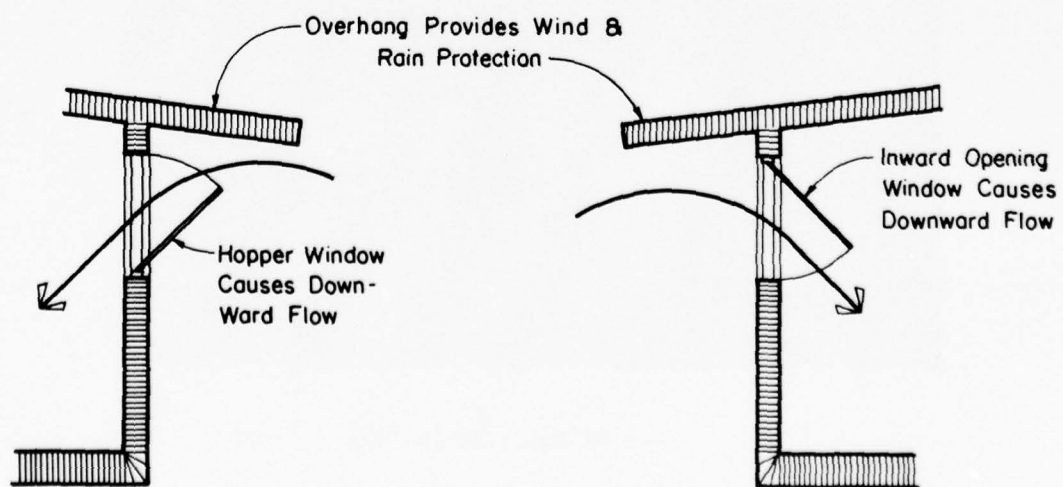 Overhang Provides Wind &
Rain Protection
Hopper Window
Causes Down-
Ward Flow
Inward Opening
Window Causes
Downward Flow